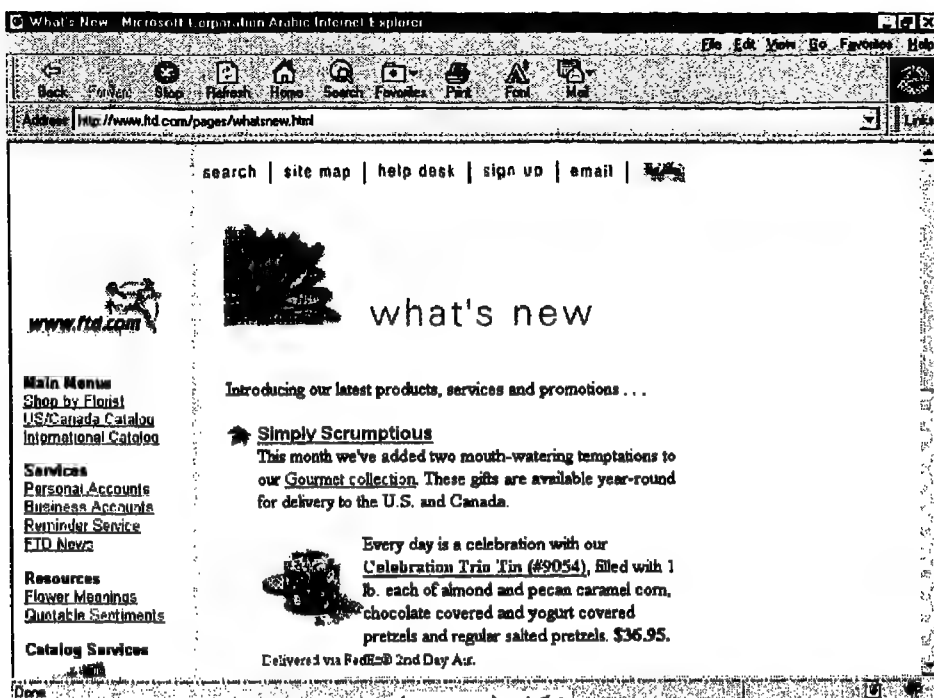 What's New - Microsoft Corporation Arabic Internet Explorer
File Edit View Go Favorites Help
Back Forward Stop Refresh Home Search Favorites Print Font Mail
Address http://www.ftd.com/pages/whatsnew.html Links
search | site map | help desk | sign up | email |
www.ftd.com
what's new
Main Menus
Shop by Florist
US/Canada Catalog
International Catalog
Services
Personal Accounts
Business Accounts
Reminder Service
FTD News
Resources
Flower Meanings
Quotable Sentiments
Catalog Services
Introducing our latest products, services and promotions . . .
Simply Scrumptious
This month we've added two mouth-watering temptations to
our Gourmet collection. These gifts are available year-round
for delivery to the U.S. and Canada.
Every day is a celebration with our
Celebration Trio Tin (#9054), filled with 1
lb. each of almond and pecan caramel corn,
chocolate covered and yogurt covered
pretzels and regular salted pretzels. $36.95.
Delivered via FedEx® 2nd Day Air.
Done